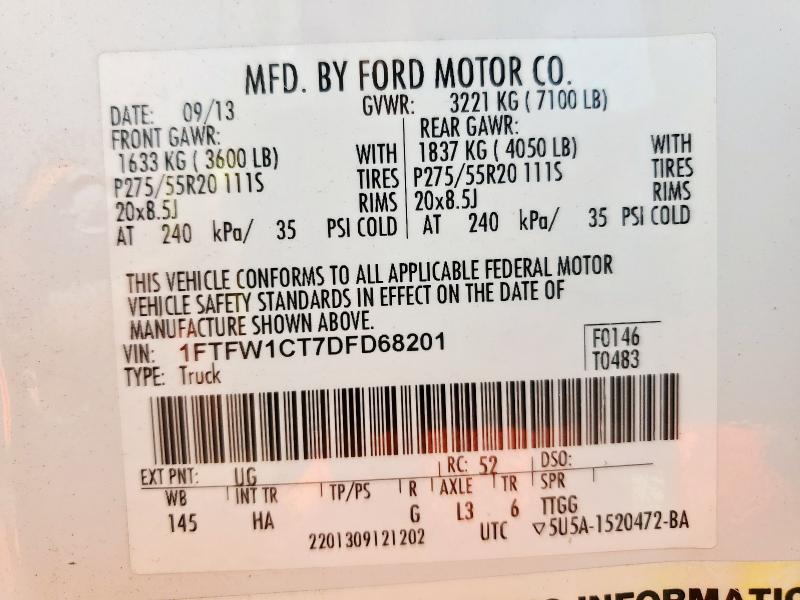 MFD. BY FORD MOTOR CO.
DATE: 09/13 GVWR: 3221 KG ( 7100 LB)
FRONT GAWR: REAR GAWR:
1633 KG ( 3600 LB) WITH 1837 KG ( 4050 LB) WITH
P275/55R20 111S TIRES P275/55R20 111S TIRES
20x8.5J RIMS 20x8.5J RIMS
AT 240 kPa/ 35 PSI COLD AT 240 kPa/ 35 PSI COLD
THIS VEHICLE CONFORMS TO ALL APPLICABLE FEDERAL MOTOR
VEHICLE SAFETY STANDARDS IN EFFECT ON THE DATE OF
MANUFACTURE SHOWN ABOVE.
VIN: 1FTFW1CT7DFD68201 F0146
TYPE: Truck T0483
EXT PNT: UG RC: 52 DSO:
WB INT TR TP/PS R AXLE TR SPR
145 HA G L3 6 TTGG
2201309121202 UTC ▽5U5A-1520472-BA
INFORMATIO